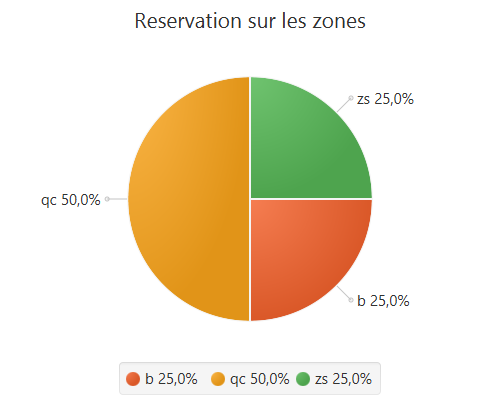 Reservation sur les zones
zs 25,0%
qc 50,0%
b 25,0%
b 25,0% qc 50,0% zs 25,0%